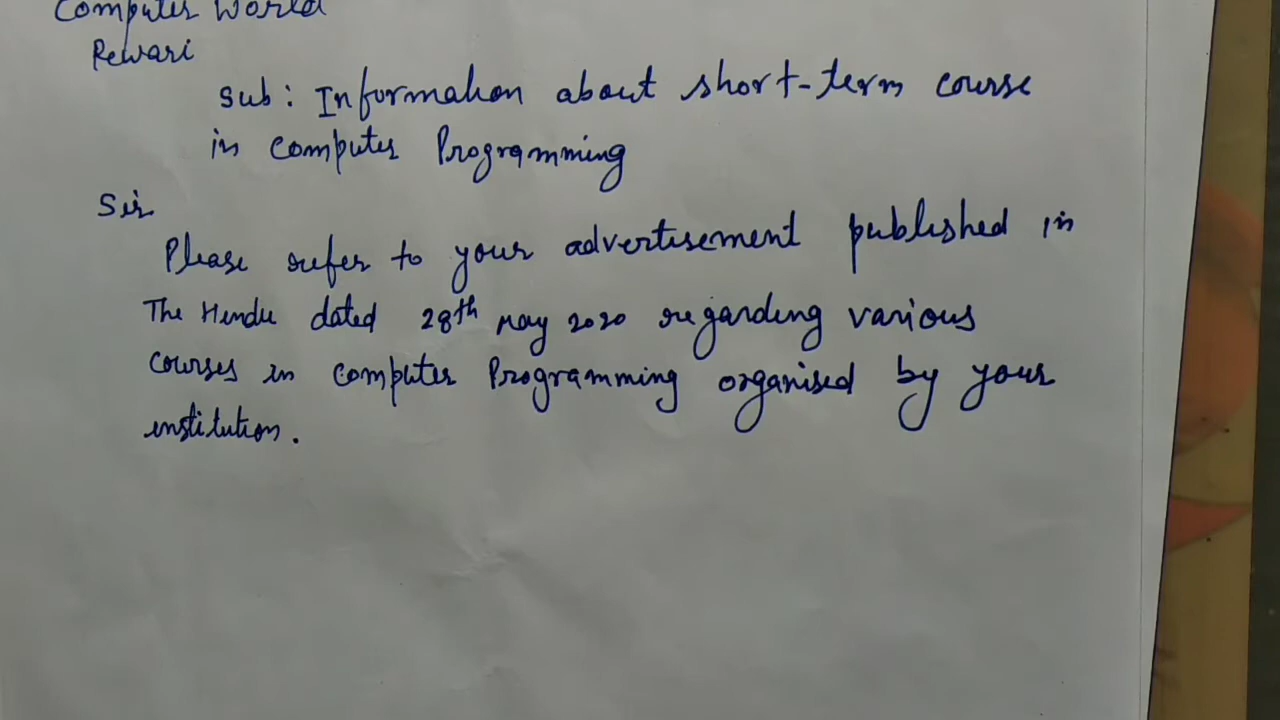 Computer World
Rewari
Sub: Information about short-term course
in Computer Programming
Sir
Please refer to your advertisement published in
The Hindu dated 28th May 2020 regarding various
courses in Computer Programming organised by your
institution.